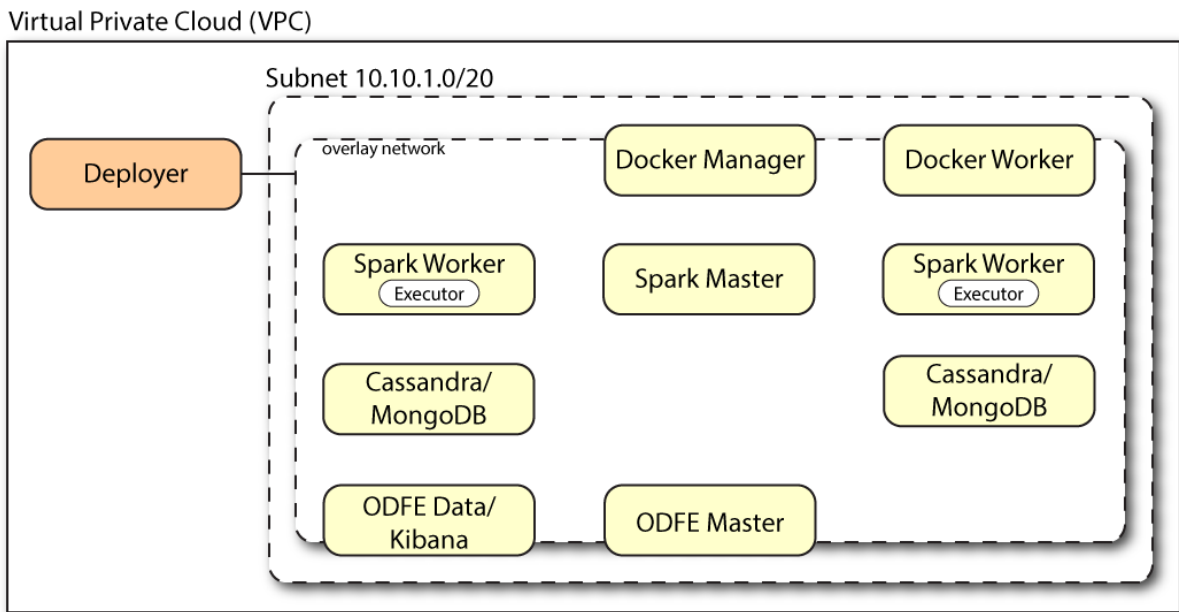 Virtual Private Cloud (VPC)
Subnet 10.10.1.0/20
Deployer
overlay network
Docker Manager
Docker Worker
Spark Worker
Executor
Spark Master
Spark Worker
Executor
Cassandra/
MongoDB
Cassandra/
MongoDB
ODFE Data/
Kibana
ODFE Master